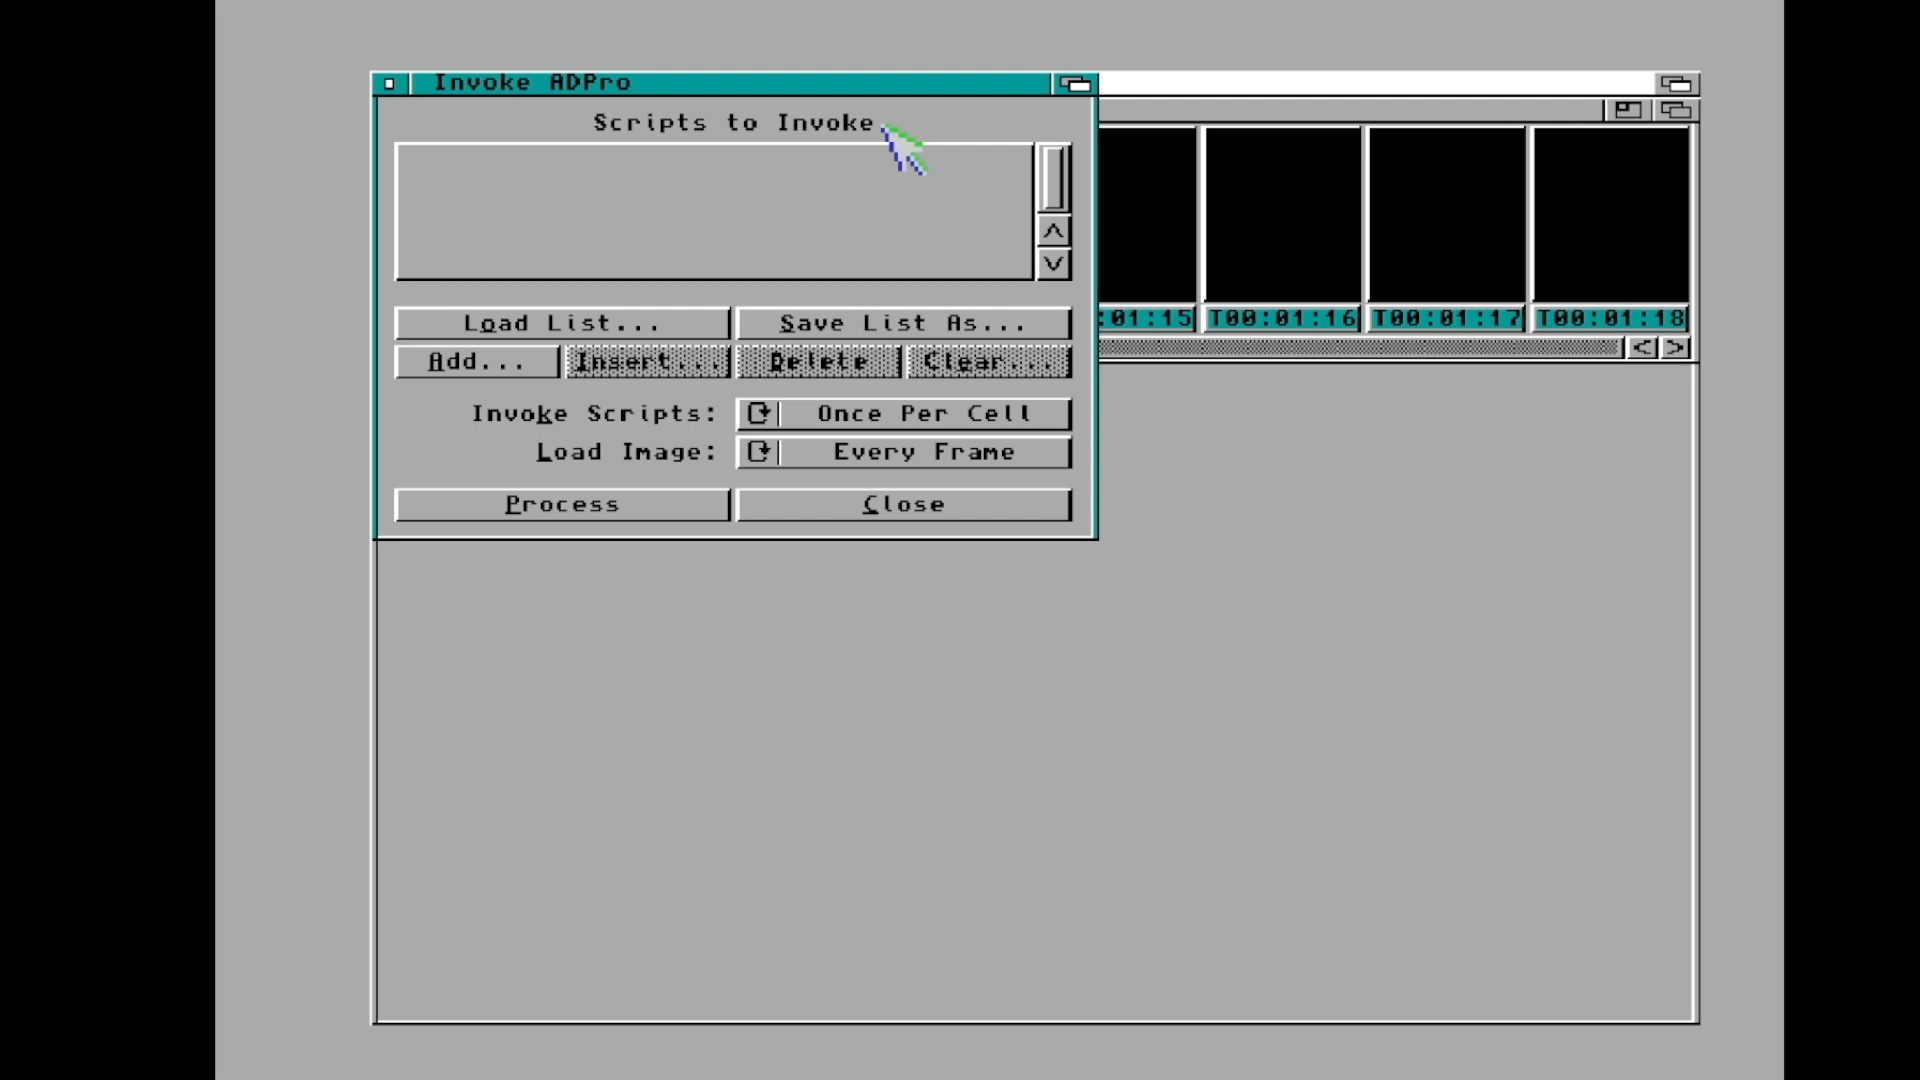 Invoke ADPro
Scripts to Invoke
Load List... Save List As...
Add... Insert... Delete Clear...
Invoke Scripts: Once Per Cell
Load Image: Every Frame
Process Close
:01:15 T00:01:16 T00:01:17 T00:01:18